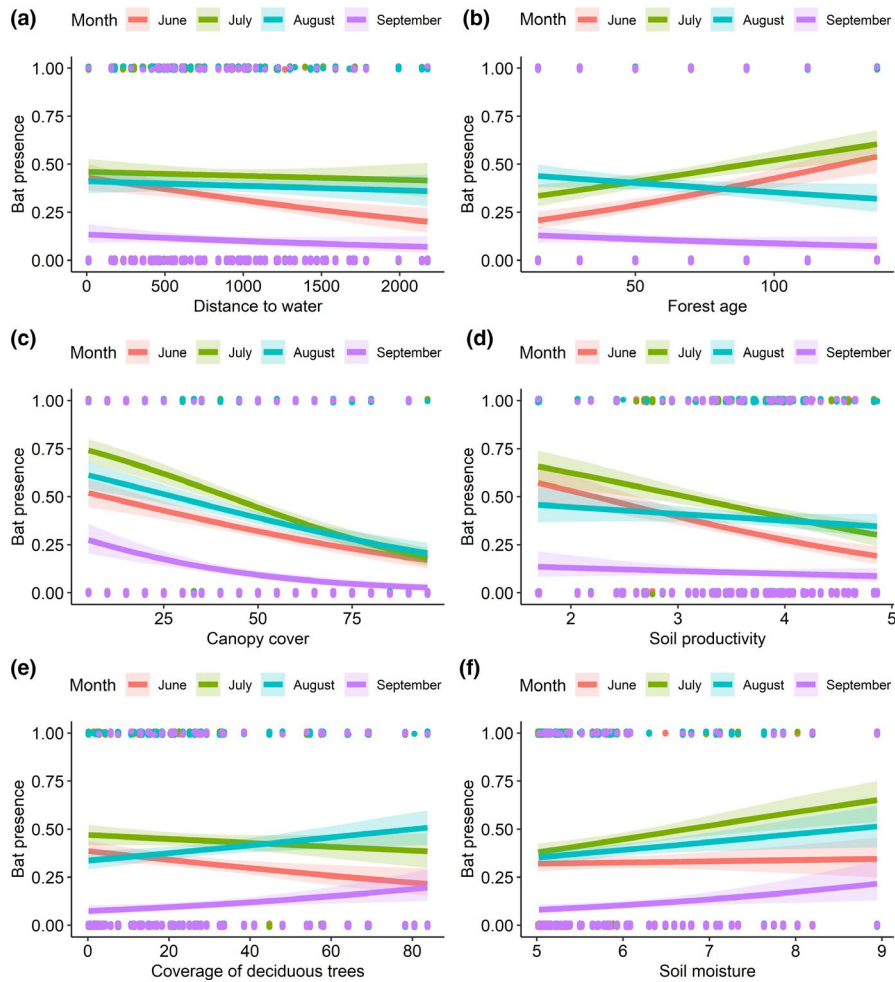 (a) Month June July August September
1.00
0.75
0.50
0.25
0.00
Bat presence
0 500 1000 1500 2000
Distance to water
(b) Month June July August September
1.00
0.75
0.50
0.25
0.00
Bat presence
50 100
Forest age
(c) Month June July August September
1.00
0.75
0.50
0.25
0.00
Bat presence
25 50 75
Canopy cover
(d) Month June July August September
1.00
0.75
0.50
0.25
0.00
Bat presence
2 3 4 5
Soil productivity
(e) Month June July August September
1.00
0.75
0.50
0.25
0.00
Bat presence
0 20 40 60 80
Coverage of deciduous trees
(f) Month June July August September
1.00
0.75
0.50
0.25
0.00
Bat presence
5 6 7 8 9
Soil moisture